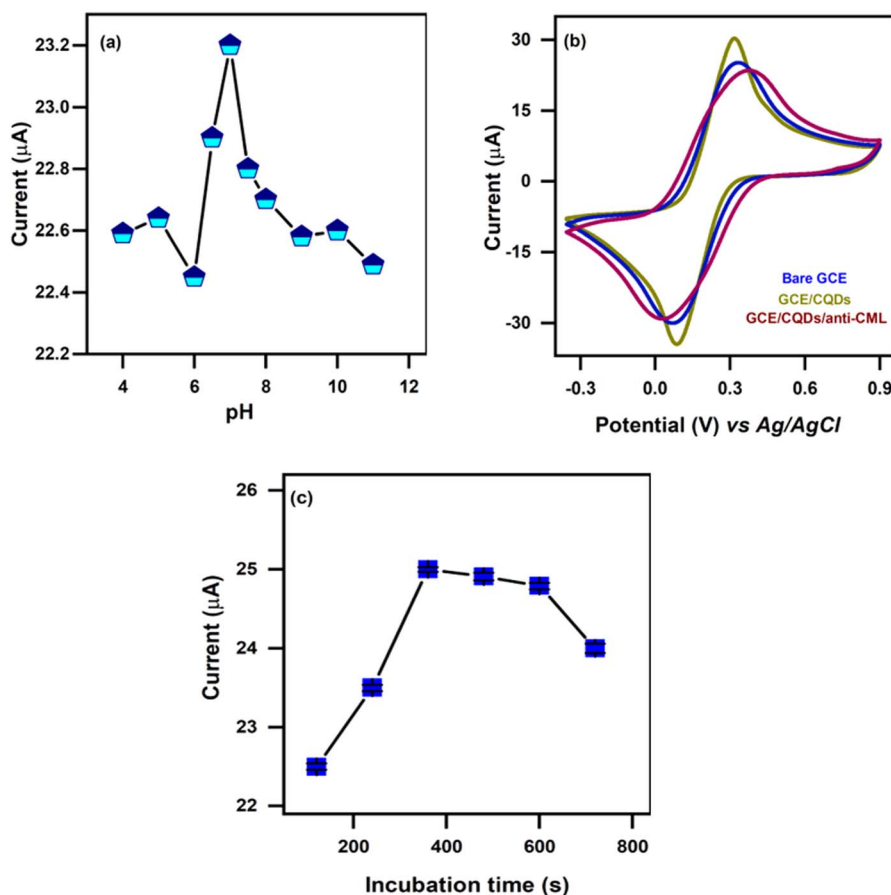 (a)
23.2
23.0
22.8
22.6
22.4
22.2
Current (μA)
4 6 8 10 12
pH
(b)
30
15
0
-15
-30
Current (μA)
Bare GCE
GCE/CQDs
GCE/CQDs/anti-CML
-0.3 0.0 0.3 0.6 0.9
Potential (V) vs Ag/AgCl
(c)
26
25
24
23
22
Current (μA)
200 400 600 800
Incubation time (s)